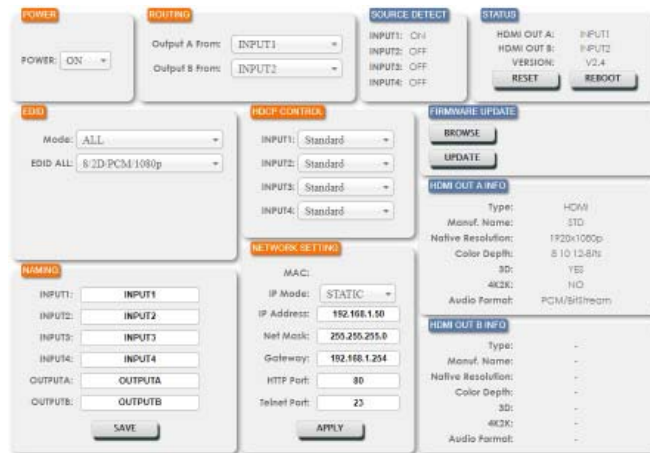 POWER
POWER: ON
ROUTING
Output A From: INPUT1
Output B From: INPUT2
SOURCE DETECT
INPUT1: ON
INPUT2: OFF
INPUT3: OFF
INPUT4: OFF
STATUS
HDMI OUT A: INPUT1
HDMI OUT B: INPUT2
VERSION: V2.4
RESET REBOOT
EDID
Mode: ALL
EDID ALL: 8/2D/PCM/1080p
HDCP CONTROL
INPUT1: Standard
INPUT2: Standard
INPUT3: Standard
INPUT4: Standard
FIRMWARE UPDATE
BROWSE
UPDATE
HDMI OUT A INFO
Type: HDMI
Manuf. Name: STD
Native Resolution: 1920x1080p
Color Depth: 8 10 12-Bits
3D: YES
4K2K: NO
Audio Format: PCM/BitStream
NAMING
INPUT1: INPUT1
INPUT2: INPUT2
INPUT3: INPUT3
INPUT4: INPUT4
OUTPUTA: OUTPUTA
OUTPUTB: OUTPUTB
SAVE
NETWORK SETTING
MAC:
IP Mode: STATIC
IP Address: 192.168.1.50
Net Mask: 255.255.255.0
Gateway: 192.168.1.254
HTTP Port: 80
Telnet Port: 23
APPLY
HDMI OUT B INFO
Type: -
Manuf. Name: -
Native Resolution: -
Color Depth: -
3D: -
4K2K: -
Audio Format: -